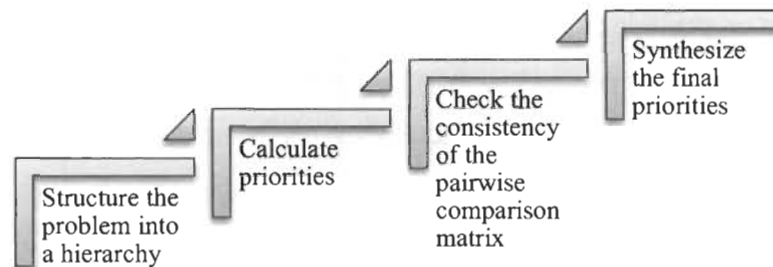 Structure the
problem into
a hierarchy
Calculate
priorities
Check the
consistency
of the
pairwise
comparison
matrix
Synthesize
the final
priorities